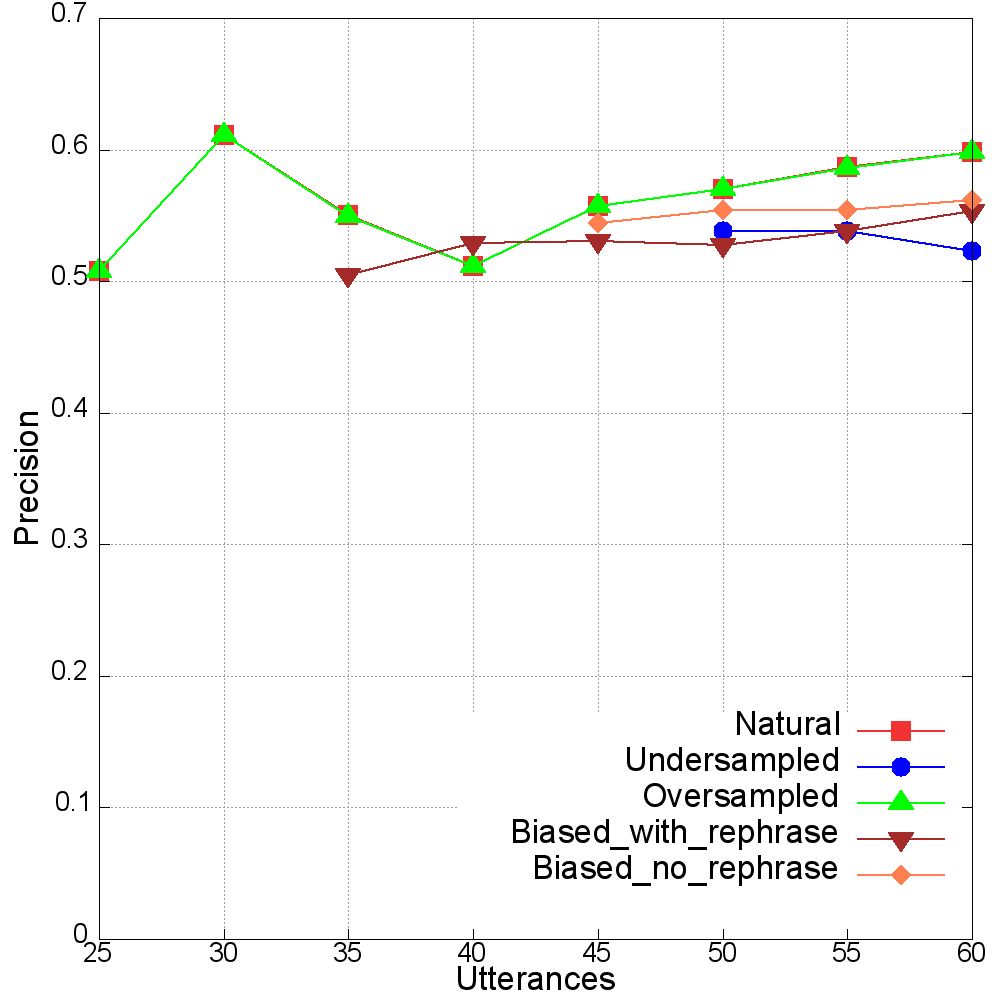 0.7
0.6
0.5
0.4
0.3
0.2
0.1
0
Precision
25 30 35 40 45 50 55 60
Utterances
Natural
Undersampled
Oversampled
Biased_with_rephrase
Biased_no_rephrase